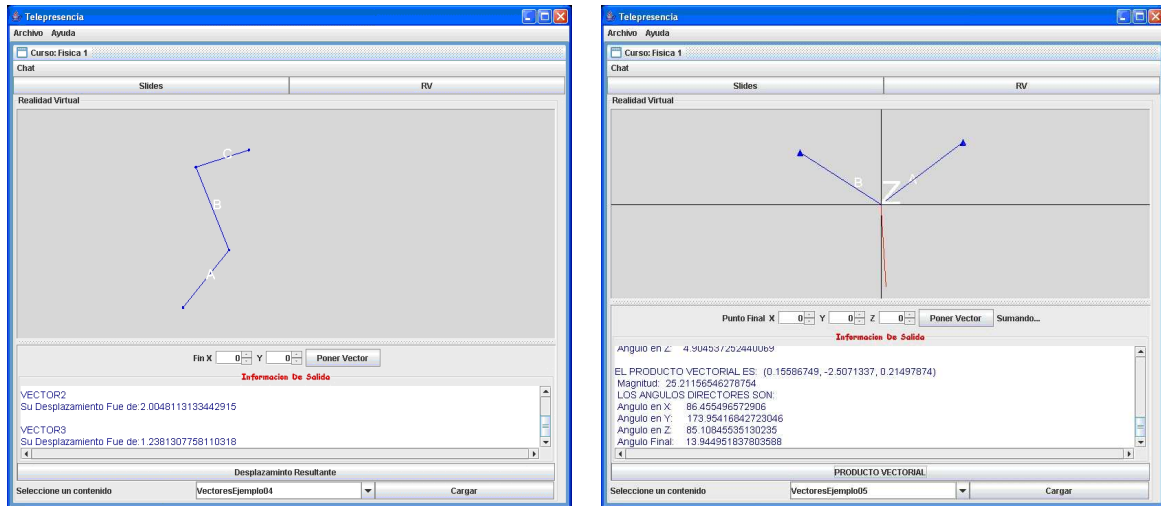 Telepresencia
Archivo Ayuda
Curso: Fisica 1
Chat
Slides RV
Realidad Virtual
C
B
A
Fin X 0 Y 0 Poner Vector
Informacion De Salida
VECTOR2
Su Desplazamiento Fue de:2.0048113133442915
VECTOR3
Su Desplazamiento Fue de:1.2381307758110318
Desplazaminto Resultante
Seleccione un contenido VectoresEjemplo04 Cargar
Telepresencia
Archivo Ayuda
Curso: Fisica 1
Chat
Slides RV
Realidad Virtual
B Z A
Punto Final X 0 Y 0 Z 0 Poner Vector Sumando...
Informacion De Salida
Angulo en Z: 4.904537252440069
EL PRODUCTO VECTORIAL ES: (0.15586749, -2.5071337, 0.21497874)
Magnitud: 25.21156546278754
LOS ANGULOS DIRECTORES SON:
Angulo en X: 86.455496572906
Angulo en Y: 173.95416842723046
Angulo en Z: 85.10845535130235
Angulo Final: 13.944951837803588
PRODUCTO VECTORIAL
Seleccione un contenido VectoresEjemplo05 Cargar